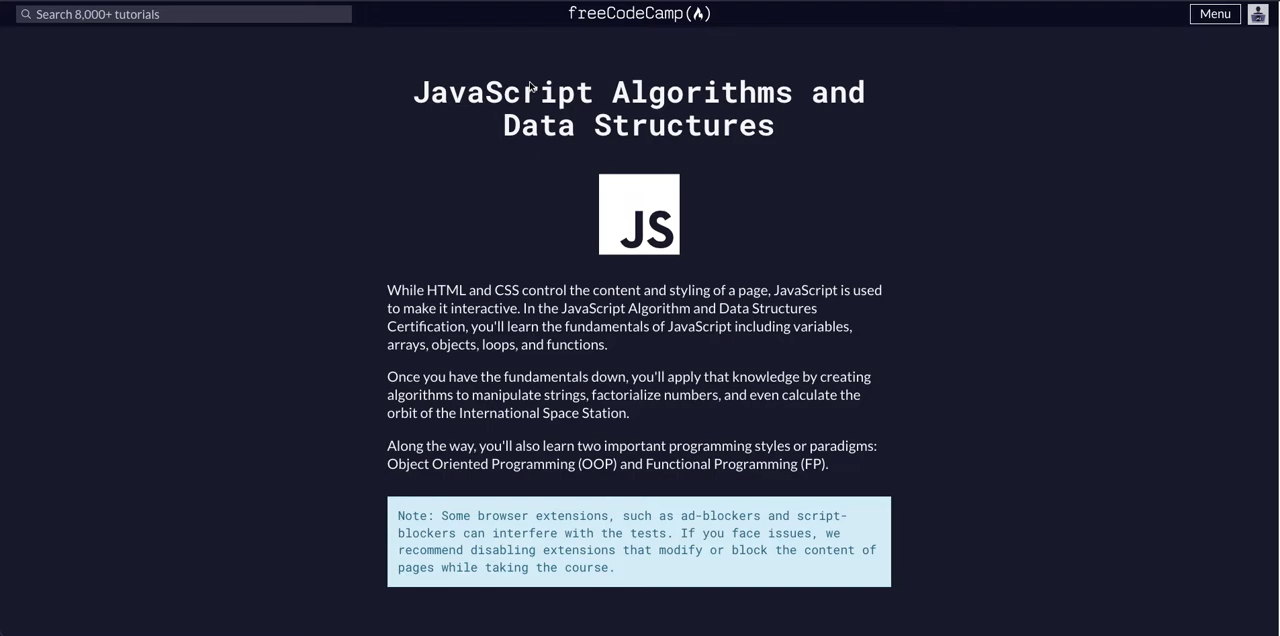 Search 8,000+ tutorials
freeCodeCamp(🔥)
Menu
JavaScript Algorithms and
Data Structures
JS
While HTML and CSS control the content and styling of a page, JavaScript is used
to make it interactive. In the JavaScript Algorithm and Data Structures
Certification, you'll learn the fundamentals of JavaScript including variables,
arrays, objects, loops, and functions.
Once you have the fundamentals down, you'll apply that knowledge by creating
algorithms to manipulate strings, factorialize numbers, and even calculate the
orbit of the International Space Station.
Along the way, you'll also learn two important programming styles or paradigms:
Object Oriented Programming (OOP) and Functional Programming (FP).
Note: Some browser extensions, such as ad-blockers and script-
blockers can interfere with the tests. If you face issues, we
recommend disabling extensions that modify or block the content of
pages while taking the course.